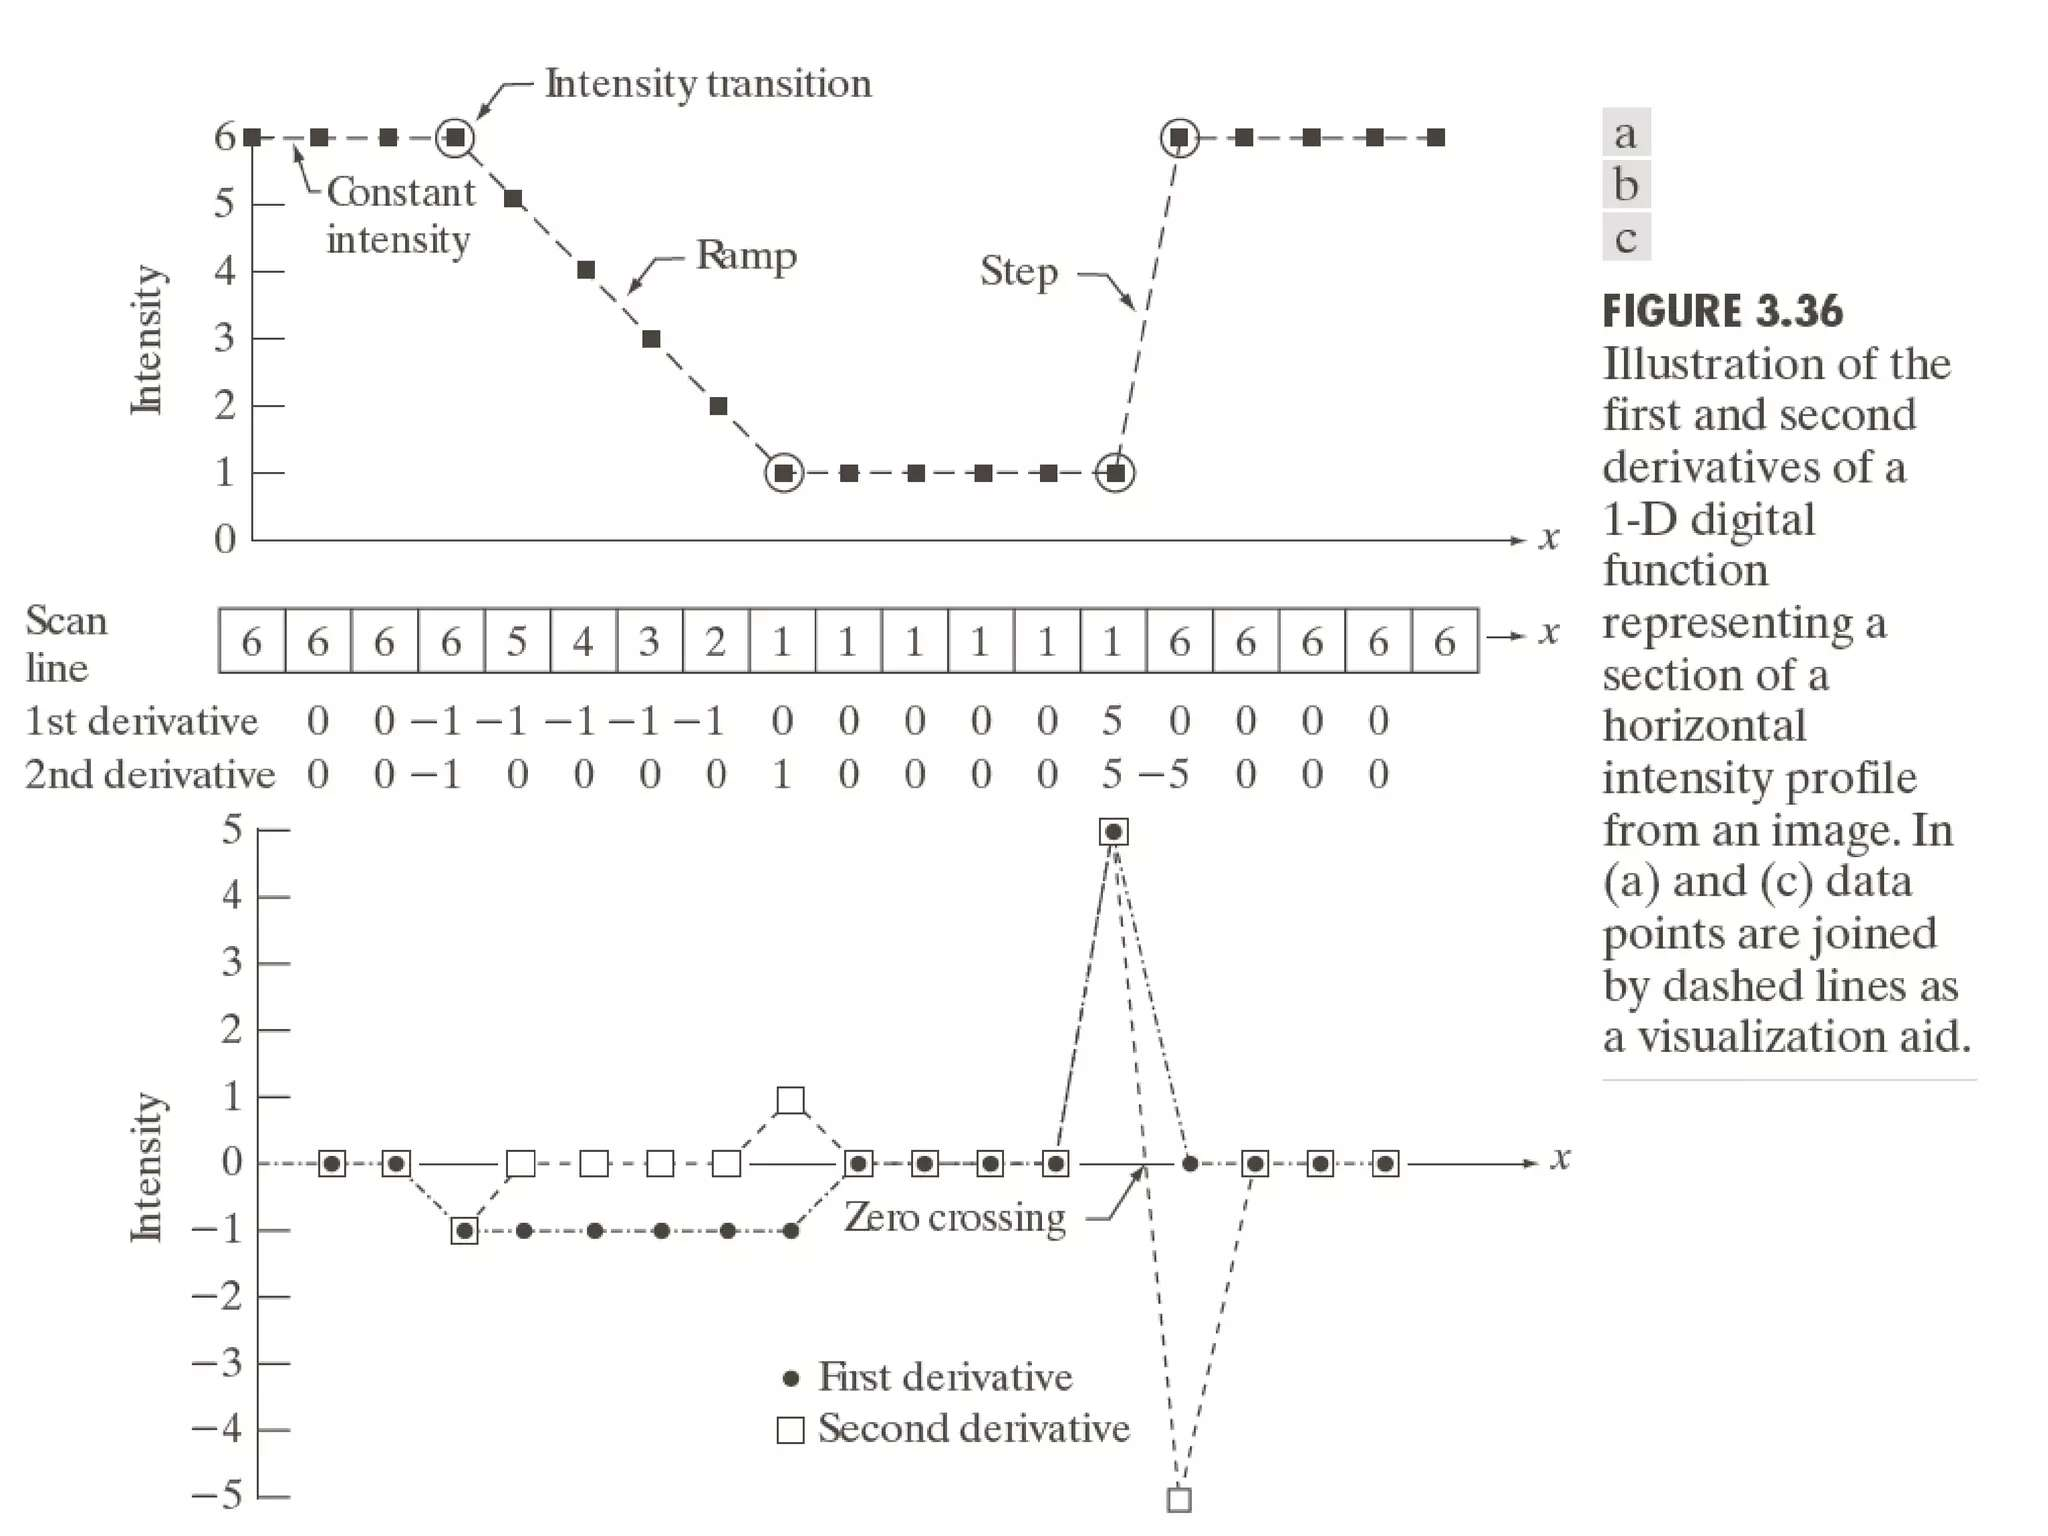 Intensity transition
6
Constant
intensity
5
4
3
2
1
0
Ramp
Step
Intensity
x
Scan
line
6 6 6 6 5 4 3 2 1 1 1 1 1 1 6 6 6 6 6
x
1st derivative 0 0 −1 −1 −1 −1 −1 0 0 0 0 0 5 0 0 0 0
2nd derivative 0 0 −1 0 0 0 0 1 0 0 0 0 5 −5 0 0 0
5
4
3
2
1
0
−1
−2
−3
−4
−5
Intensity
x
Zero crossing
First derivative
Second derivative
a
b
c
FIGURE 3.36
Illustration of the
first and second
derivatives of a
1-D digital
function
representing a
section of a
horizontal
intensity profile
from an image. In
(a) and (c) data
points are joined
by dashed lines as
a visualization aid.